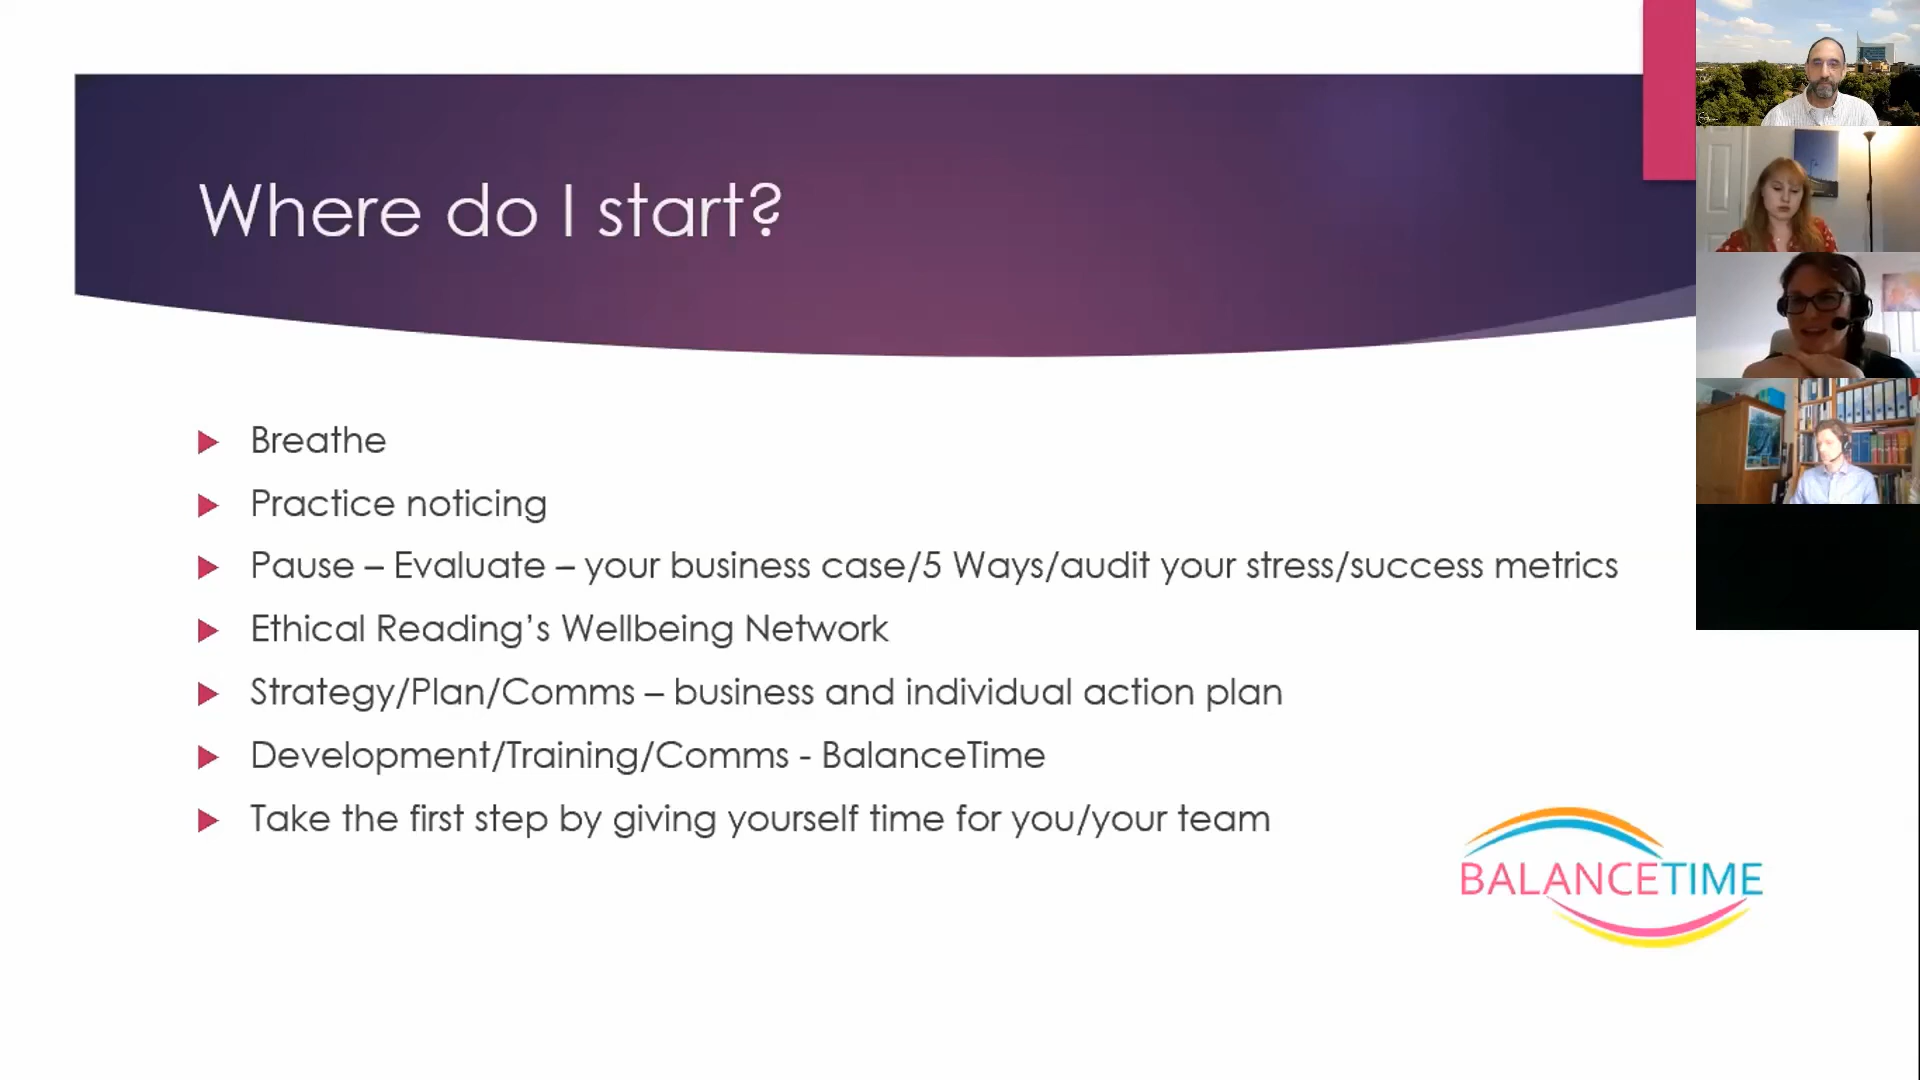 Where do I start?
Breathe
Practice noticing
Pause – Evaluate – your business case/5 Ways/audit your stress/success metrics
Ethical Reading’s Wellbeing Network
Strategy/Plan/Comms – business and individual action plan
Development/Training/Comms - BalanceTime
Take the first step by giving yourself time for you/your team
BALANCETIME